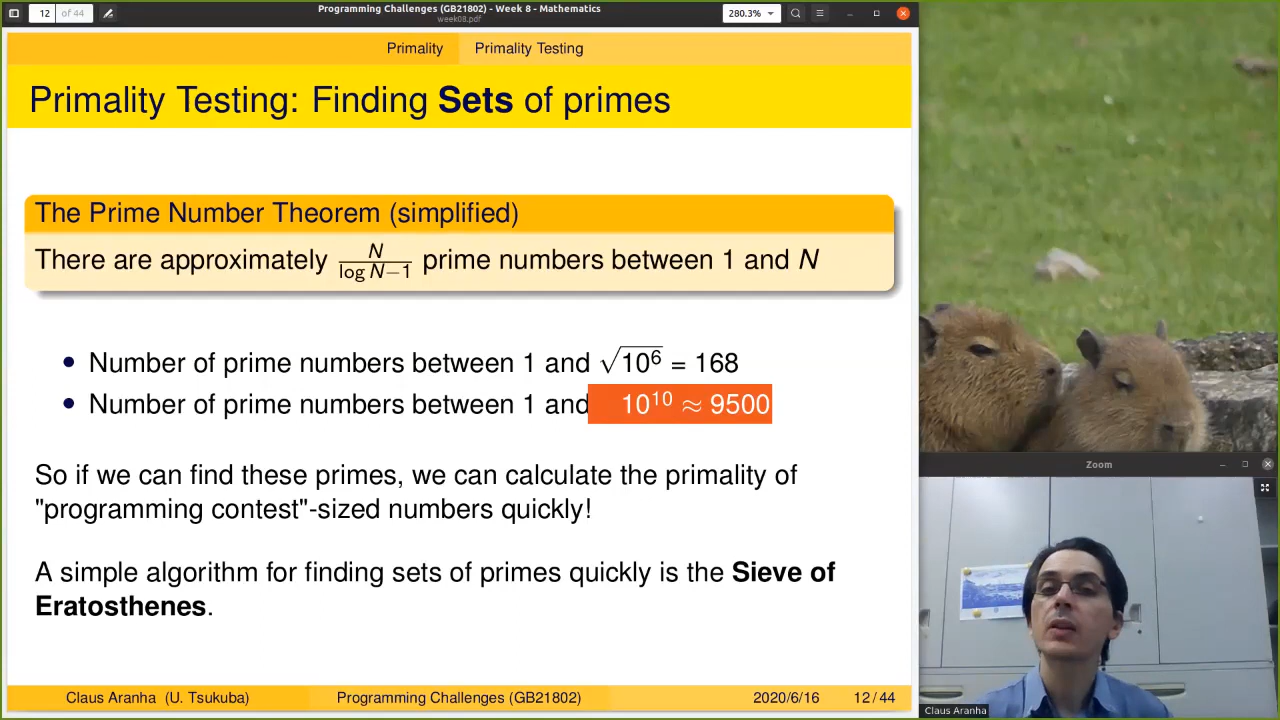 12 of 44
Programming Challenges (GB21802) - Week 8 - Mathematics
week08.pdf
280.3%
Primality
Primality Testing
Primality Testing: Finding Sets of primes
The Prime Number Theorem (simplified)
There are approximately N/(log N−1) prime numbers between 1 and N
Number of prime numbers between 1 and √10⁶ = 168
Number of prime numbers between 1 and 10¹⁰ ≈ 9500
So if we can find these primes, we can calculate the primality of
"programming contest"-sized numbers quickly!
A simple algorithm for finding sets of primes quickly is the Sieve of
Eratosthenes.
Claus Aranha (U. Tsukuba)
Programming Challenges (GB21802)
2020/6/16
12 / 44
Zoom
Claus Aranha